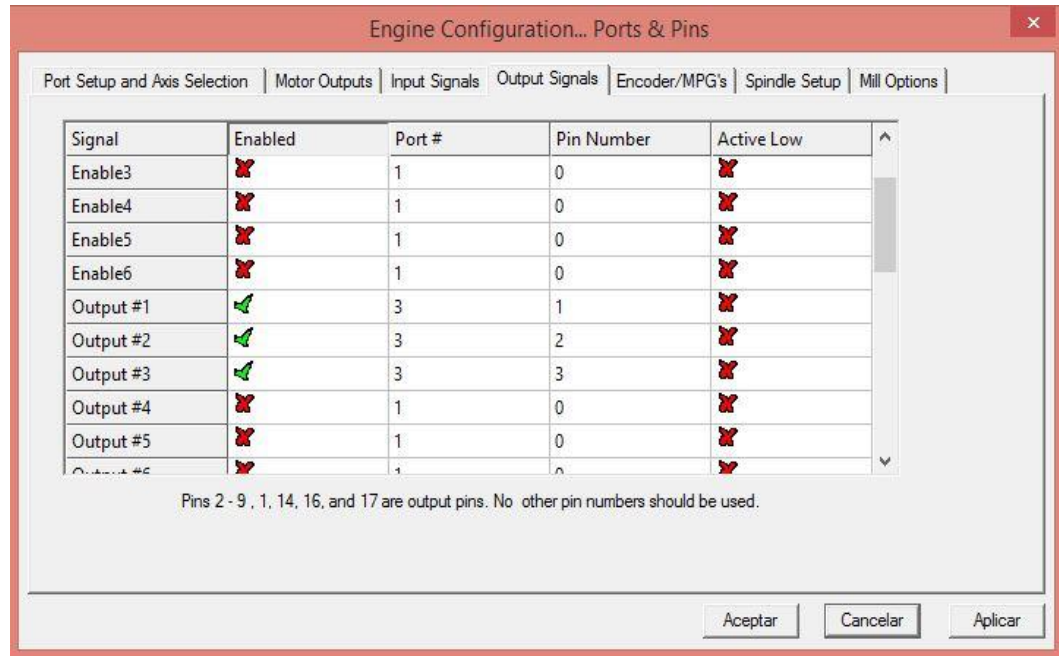 Engine Configuration... Ports & Pins
Port Setup and Axis Selection Motor Outputs Input Signals Output Signals Encoder/MPG's Spindle Setup Mill Options
Signal Enabled Port # Pin Number Active Low
Enable3 1 0
Enable4 1 0
Enable5 1 0
Enable6 1 0
Output #1 3 1
Output #2 3 2
Output #3 3 3
Output #4 1 0
Output #5 1 0
Output #6 1 0
Pins 2 - 9 , 1, 14, 16, and 17 are output pins. No other pin numbers should be used.
Aceptar Cancelar Aplicar